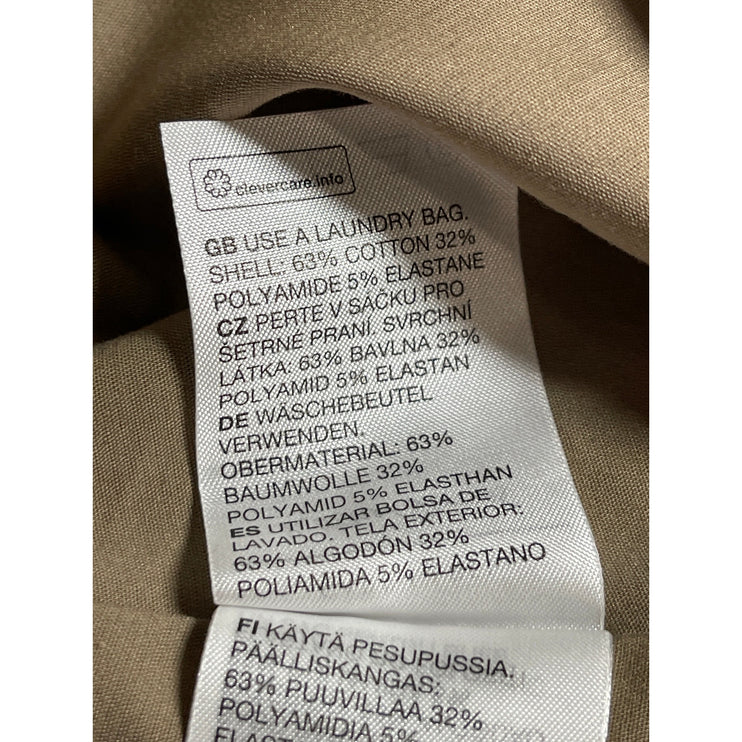 clevercare.info
GB USE A LAUNDRY BAG.
SHELL: 63% COTTON 32%
POLYAMIDE 5% ELASTANE
CZ PERTE V SÁČKU PRO
ŠETRNÉ PRANÍ. SVRCHNÍ
LÁTKA: 63% BAVLNA 32%
POLYAMID 5% ELASTAN
DE WÄSCHEBEUTEL
VERWENDEN.
OBERMATERIAL: 63%
BAUMWOLLE 32%
POLYAMID 5% ELASTHAN
ES UTILIZAR BOLSA DE
LAVADO. TELA EXTERIOR:
63% ALGODÓN 32%
POLIAMIDA 5% ELASTANO
FI KÄYTÄ PESUPUSSIA.
PÄÄLLISKANGAS:
63% PUUVILLAA 32%
POLYAMIDIA 5%